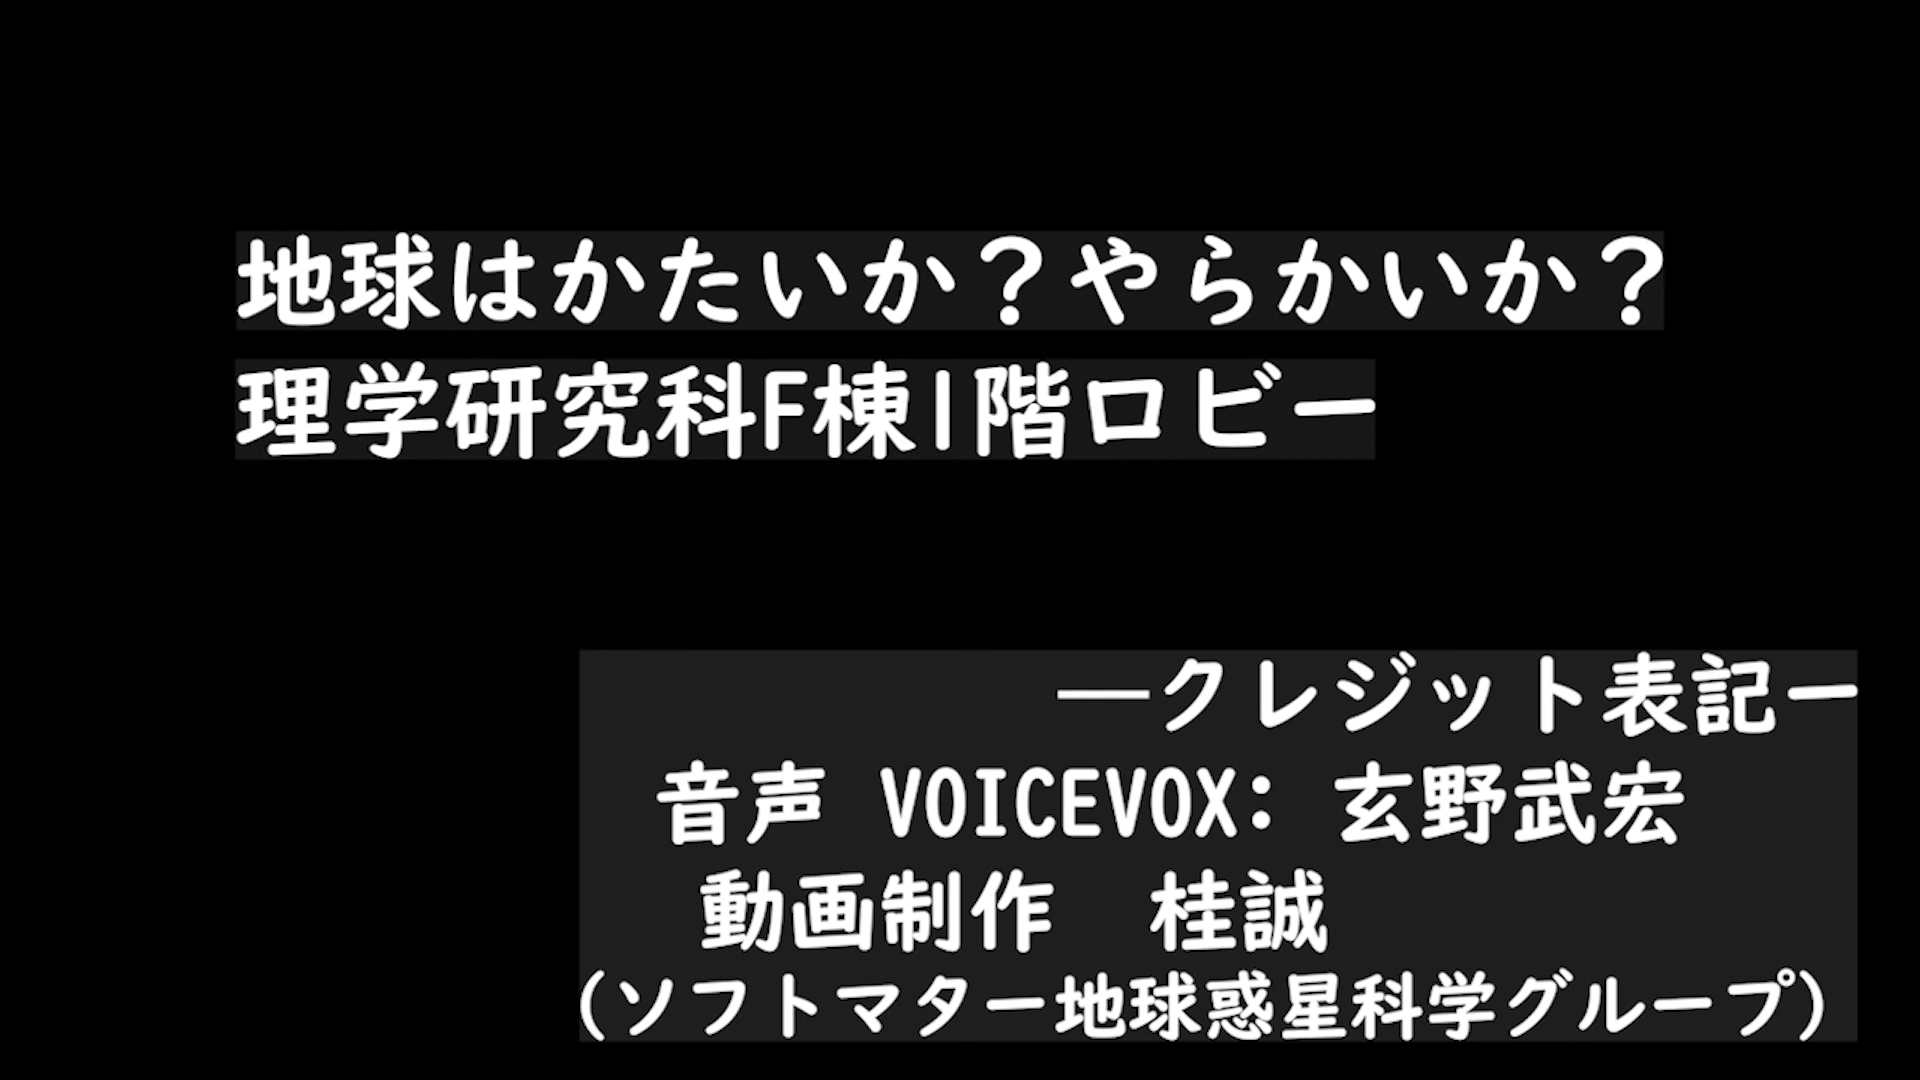 地球はかたいか？やらかいか？
理学研究科F棟1階ロビー
―クレジット表記ー
音声 VOICEVOX: 玄野武宏
動画制作　桂誠
(ソフトマター地球惑星科学グループ)